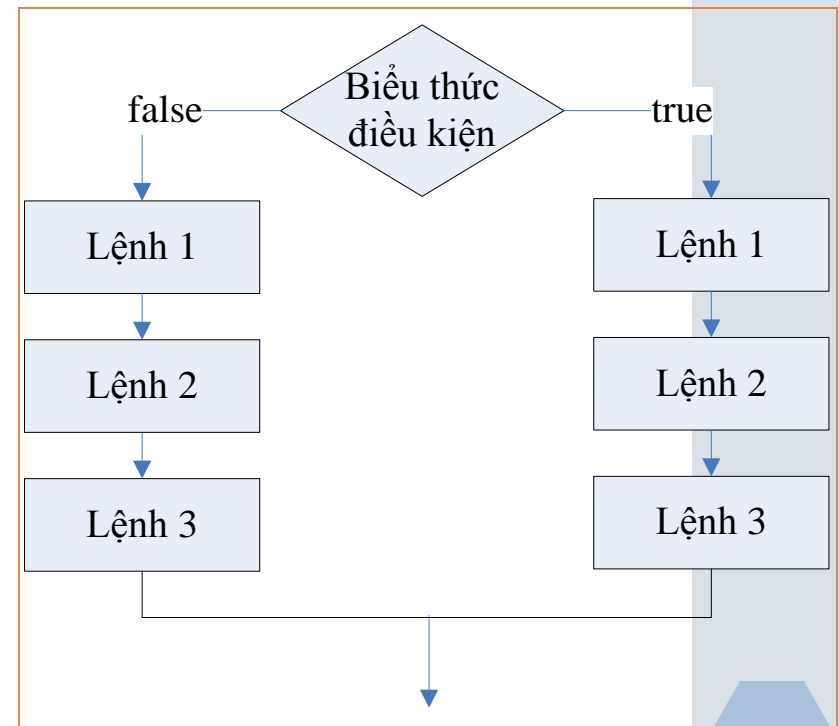 Biểu thức
điều kiện
false
true
Lệnh 1
Lệnh 1
Lệnh 2
Lệnh 2
Lệnh 3
Lệnh 3